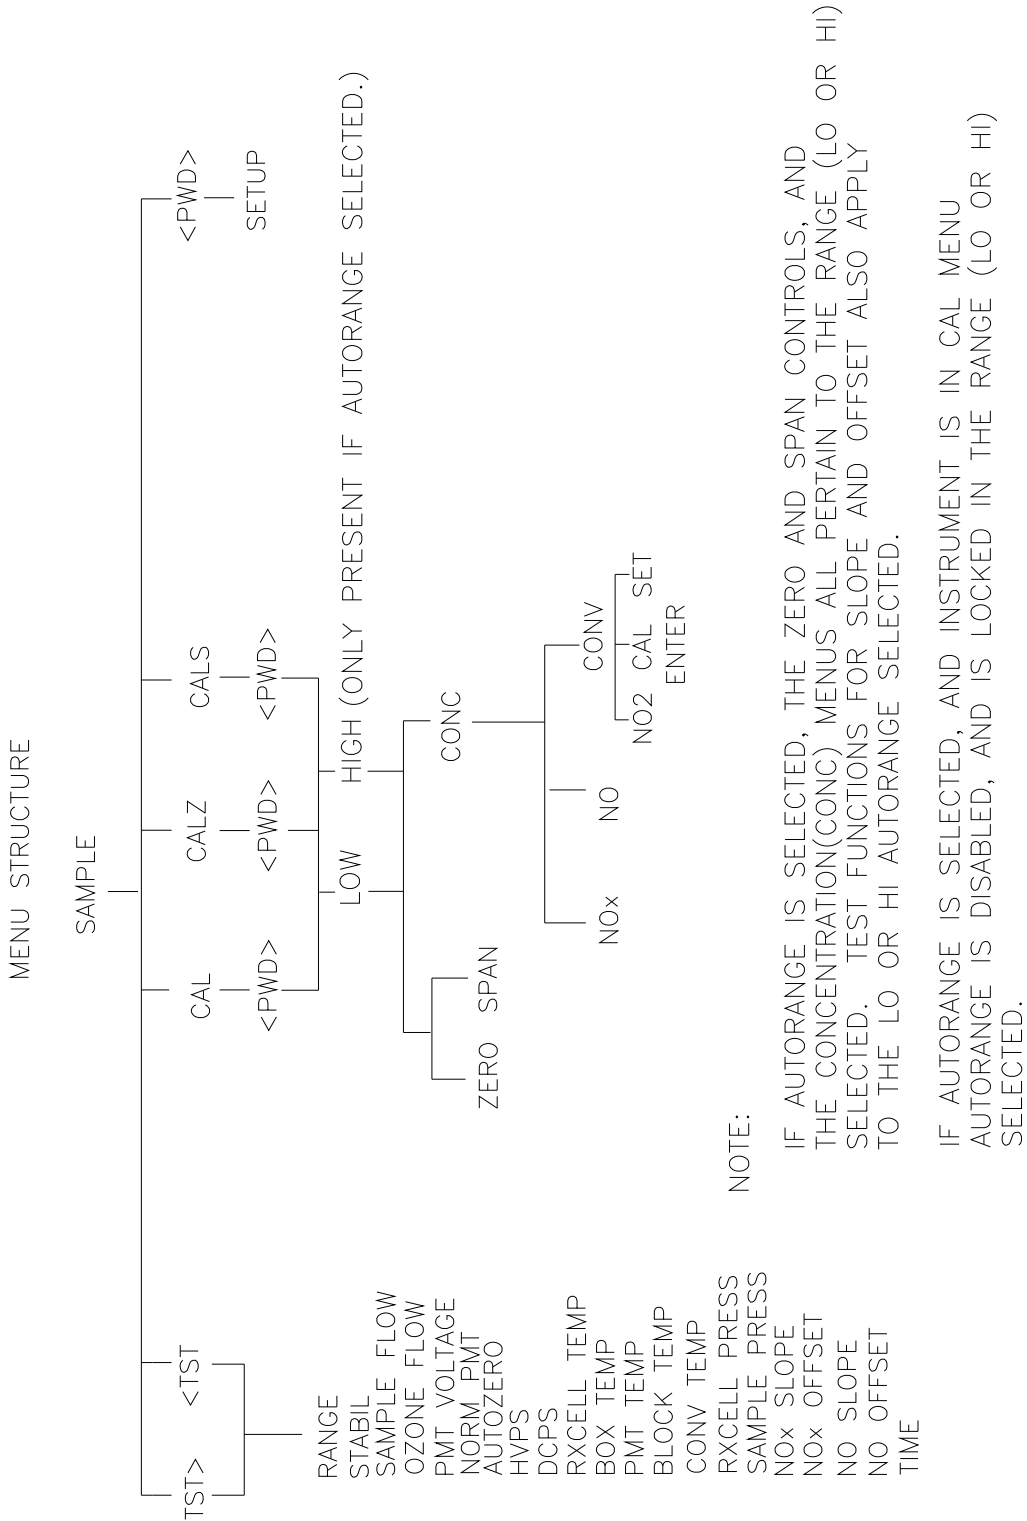 MENU STRUCTURE
SAMPLE
TST> <TST CAL CALZ CALS <PWD>
<PWD> <PWD> <PWD> SETUP
LOW HIGH (ONLY PRESENT IF AUTORANGE SELECTED.)
CONC
ZERO SPAN
CONV
NOx NO
NO2 CAL SET
ENTER
RANGE
STABIL
SAMPLE FLOW
OZONE FLOW
PMT VOLTAGE
NORM PMT
AUTOZERO
HVPS
DCPS
RXCELL TEMP
BOX TEMP
PMT TEMP
BLOCK TEMP
CONV TEMP
RXCELL PRESS
SAMPLE PRESS
NOx SLOPE
NOx OFFSET
NO SLOPE
NO OFFSET
TIME
NOTE:
IF AUTORANGE IS SELECTED, THE ZERO AND SPAN CONTROLS, AND
THE CONCENTRATION(CONC) MENUS ALL PERTAIN TO THE RANGE (LO OR HI)
SELECTED. TEST FUNCTIONS FOR SLOPE AND OFFSET ALSO APPLY
TO THE LO OR HI AUTORANGE SELECTED.
IF AUTORANGE IS SELECTED, AND INSTRUMENT IS IN CAL MENU
AUTORANGE IS DISABLED, AND IS LOCKED IN THE RANGE (LO OR HI)
SELECTED.